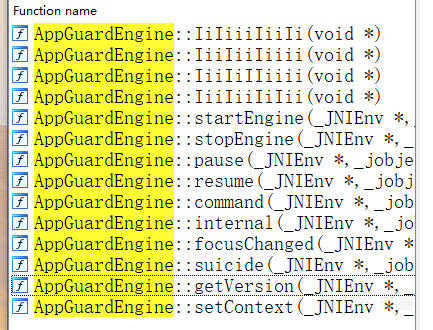 Function name
AppGuardEngine::IiIiiiIiiIi(void *)
AppGuardEngine::IiiIiiIiiii(void *)
AppGuardEngine::IiiIiIiiiii(void *)
AppGuardEngine::IiiIiiIiIii(void *)
AppGuardEngine::startEngine(_JNIEnv *,
AppGuardEngine::stopEngine(_JNIEnv *,_
AppGuardEngine::pause(_JNIEnv *,_obje
AppGuardEngine::resume(_JNIEnv *,_jobj
AppGuardEngine::command(_JNIEnv *,_job
AppGuardEngine::internal(_JNIEnv *,_jo
AppGuardEngine::focusChanged(_JNIEnv *
AppGuardEngine::suicide(_JNIEnv *,_job
AppGuardEngine::getVersion(_JNIEnv *,_
AppGuardEngine::setContext(_JNIEnv *,_